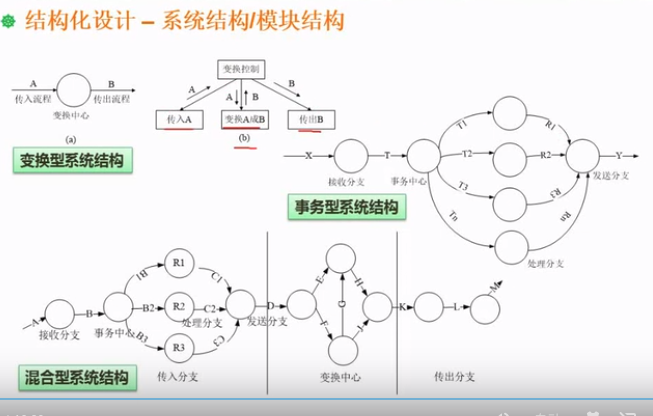 结构化设计 – 系统结构/模块结构
A
B
传入流程
传出流程
变换中心
(a)
变换型系统结构
变换控制
A
A
B
B
传入A
变换A成B
传出B
(b)
X
T
T1
T2
T3
Tn
R1
R2
R3
Rn
Y
接收分支
事务中心
发送分支
处理分支
事务型系统结构
A
B
B1
B2
B3
R1
R2
R3
C1
C2
C3
D
E
F
G
H
J
K
L
M
接收分支
事务中心
处理分支
发送分支
混合型系统结构
传入分支
变换中心
传出分支